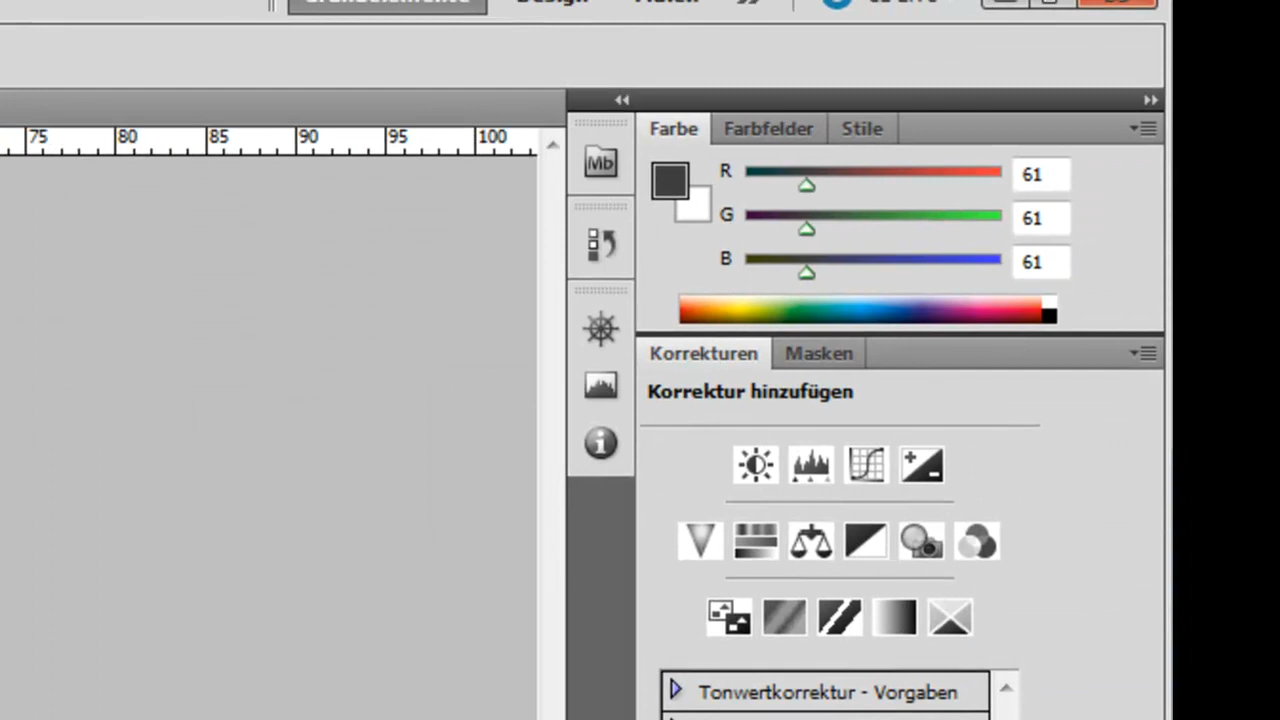 75 80 85 90 95 100
Mb
Farbe Farbfelder Stile
R 61
G 61
B 61
Korrekturen Masken
Korrektur hinzufügen
Tonwertkorrektur - Vorgaben